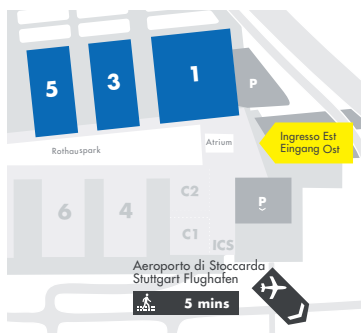 5
3
1
P
Ingresso Est
Eingang Ost
Rothauspark
Atrium
6
4
C2
P
C1
ICS
Aeroporto di Stoccarda
Stuttgart Flughafen
5 mins